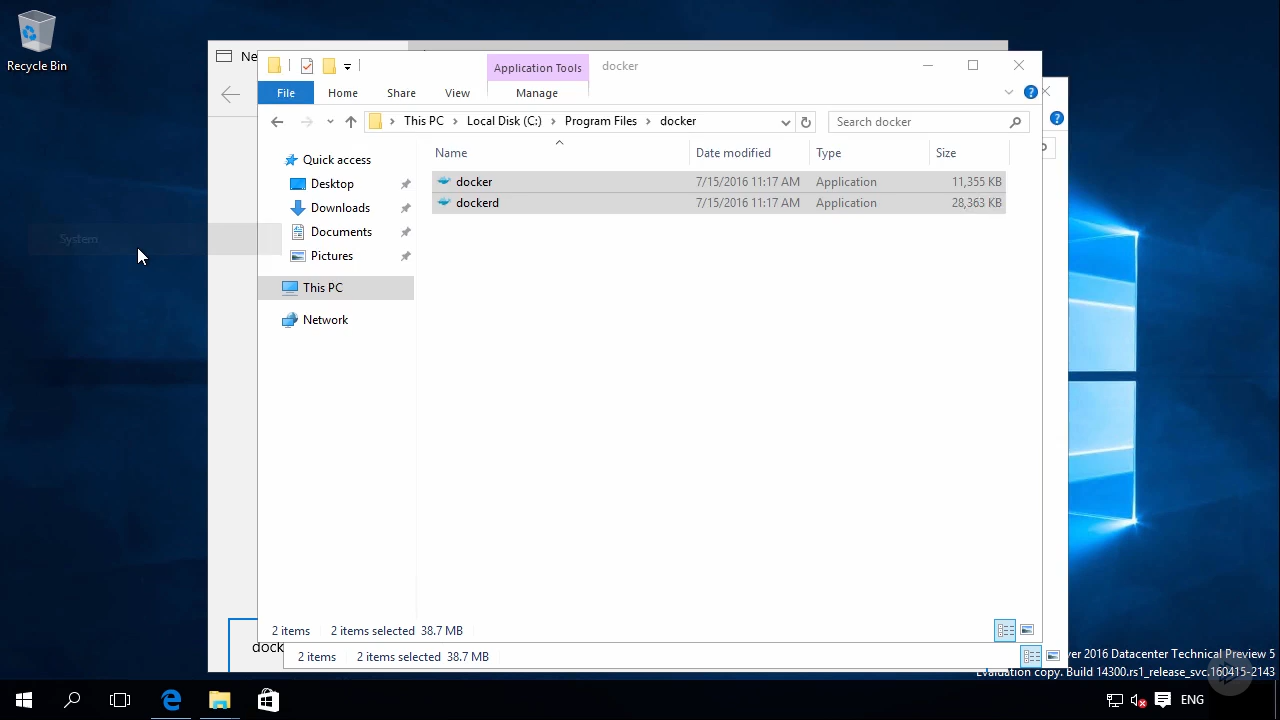 Recycle Bin
Ne
Application Tools
docker
File
Home
Share
View
Manage
This PC
Local Disk (C:)
Program Files
docker
Search docker
Name
Date modified
Type
Size
Quick access
Desktop
Downloads
Documents
Pictures
This PC
Network
docker
7/15/2016 11:17 AM
Application
11,355 KB
dockerd
7/15/2016 11:17 AM
Application
28,363 KB
System
2 items
2 items selected 38.7 MB
dock
2 items
2 items selected 38.7 MB
ver 2016 Datacenter Technical Preview 5
Evaluation copy. Build 14300.rs1_release_svc.160415-2143
ENG